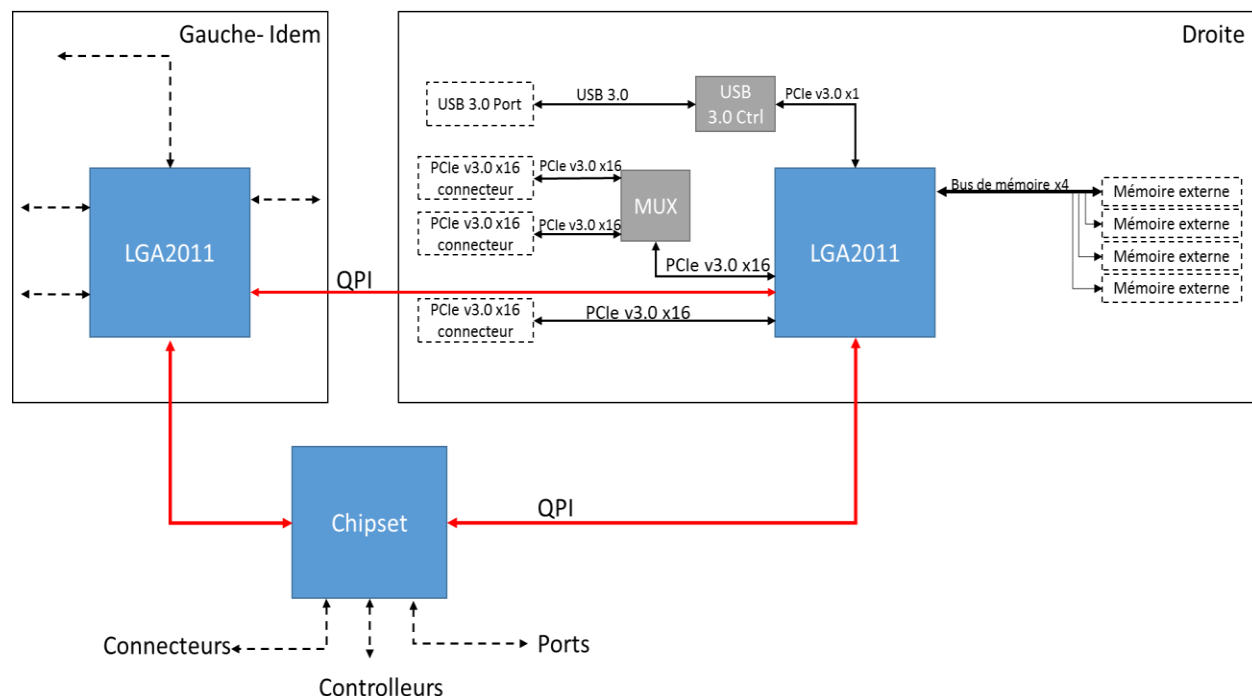 Gauche- Idem
LGA2011
Droite
USB 3.0 Port
USB 3.0
USB
3.0 Ctrl
PCIe v3.0 x1
PCIe v3.0 x16
connecteur
PCIe v3.0 x16
PCIe v3.0 x16
connecteur
PCIe v3.0 x16
MUX
PCIe v3.0 x16
LGA2011
Bus de mémoire x4
Mémoire externe
Mémoire externe
Mémoire externe
Mémoire externe
QPI
PCIe v3.0 x16
connecteur
PCIe v3.0 x16
Chipset
QPI
Connecteurs
Controlleurs
Ports